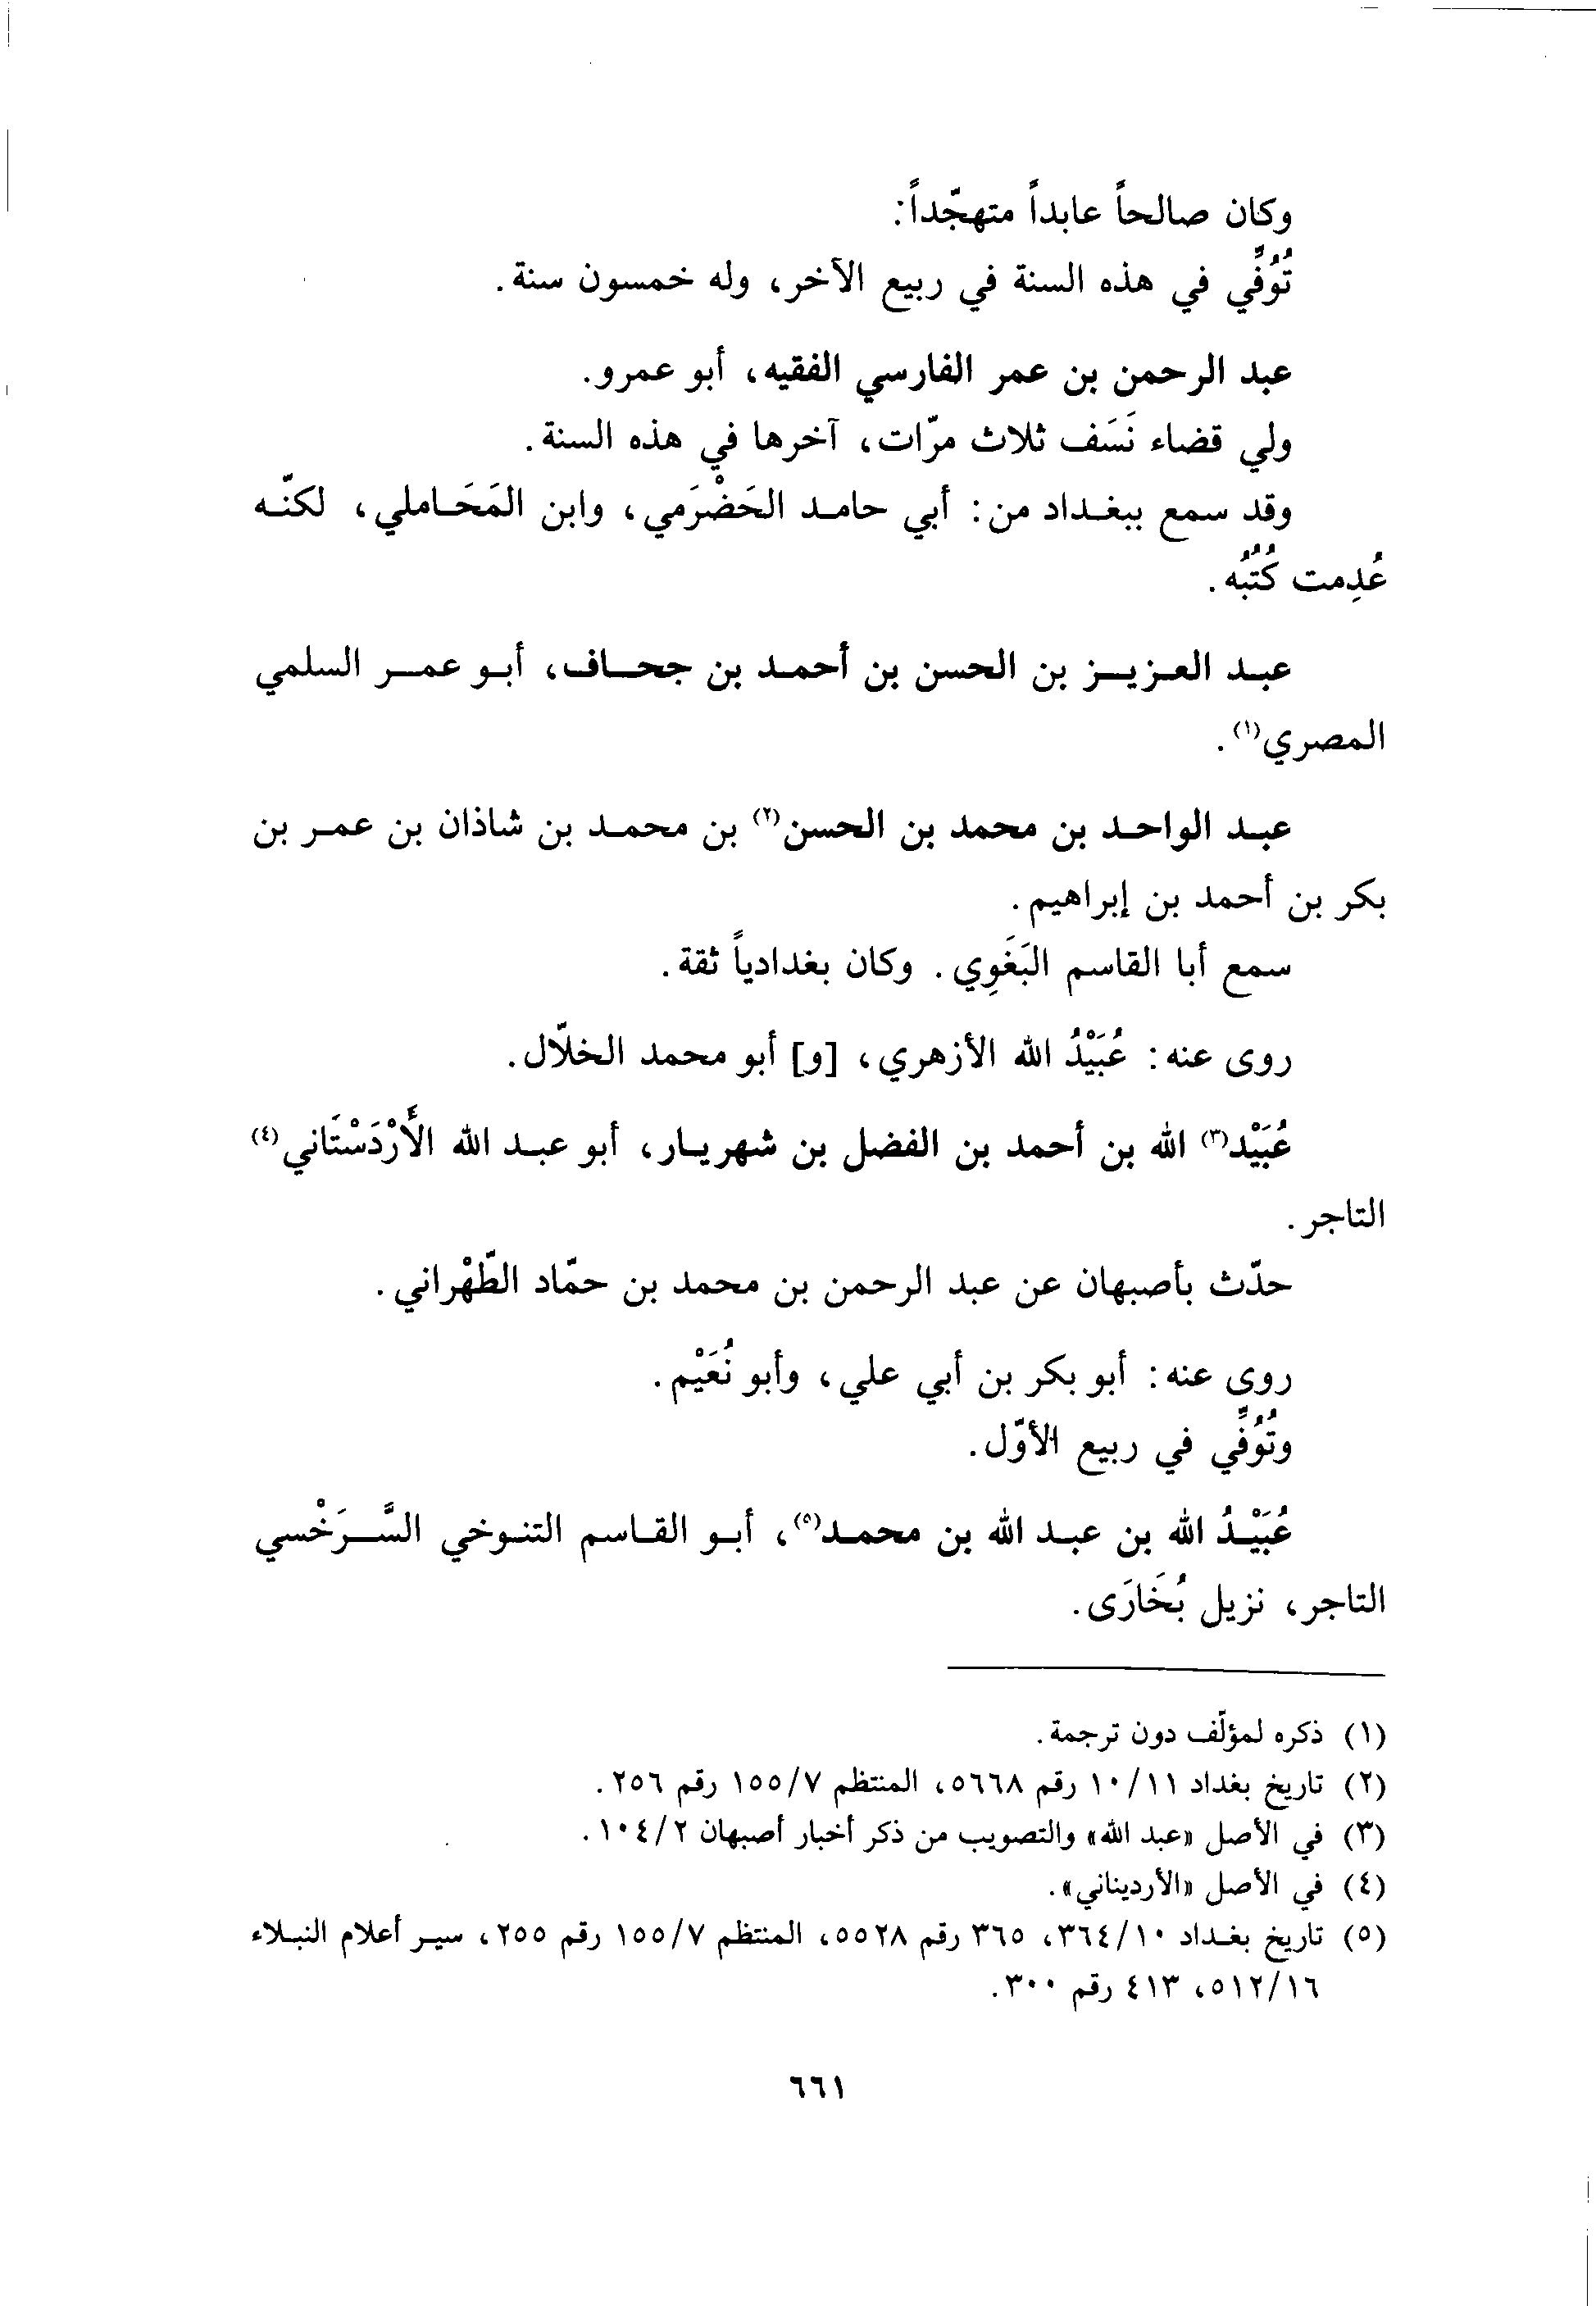 وكان صالحاً عابداً متهجّداً:
تُوُفِّي في هذه السنة في ربيع الآخر، وله خمسون سنة.
عبد الرحمن بن عمر الفارسي الفقيه، أبو عمرو.
ولي قضاء نَسَف ثلاث مرّات، آخرها في هذه السنة.
وقد سمع ببغداد من: أبي حامد الحَضْرَمي، وابن المَحَاملي، لكنّه
عُدِمت كُتُبُه.
عبد العزيز بن الحسن بن أحمد بن جحاف، أبو عمر السلمي
المصري(١).
عبد الواحد بن محمد بن الحسن(٢) بن محمد بن شاذان بن عمر بن
بكر بن أحمد بن إبراهيم.
سمع أبا القاسم البَغَوِي. وكان بغدادياً ثقة.
روى عنه: عُبَيْدُ الله الأزهري، [و] أبو محمد الخلّال.
عُبَيْد(٣) الله بن أحمد بن الفضل بن شهريار، أبو عبد الله الأَرْدَسْتَاني(٤)
التاجر.
حدّث بأصبهان عن عبد الرحمن بن محمد بن حمّاد الطّهْراني.
روى عنه: أبو بكر بن أبي علي، وأبو نُعَيْم.
وتُوُفِّي في ربيع الأوّل.
عُبَيْدُ الله بن عبد الله بن محمد(٥)، أبو القاسم التنوخي السَّرَخْسي
التاجر، نزيل بُخَارَى.
(١) ذكره لمؤلّف دون ترجمة.
(٢) تاريخ بغداد ١٠/١١ رقم ٥٦٦٨، المنتظم ١٥٥/٧ رقم ٢٥٦.
(٣) في الأصل «عبد الله» والتصويب من ذكر أخبار أصبهان ١٠٤/٢.
(٤) في الأصل «الأرديناني».
(٥) تاريخ بغداد ٣٦٤/١٠، ٣٦٥ رقم ٥٥٢٨، المنتظم ١٥٥/٧ رقم ٢٥٥، سير أعلام النبلاء
٥١٢/١٦، ٤١٣ رقم ٣٠٠.
٦٦١